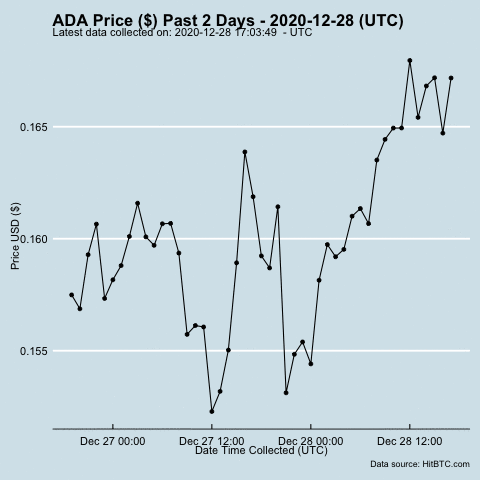 ADA Price ($) Past 2 Days - 2020-12-28 (UTC)
Latest data collected on: 2020-12-28 17:03:49 - UTC
0.165
0.160
0.155
Price USD ($)
Dec 27 00:00 Dec 27 12:00 Dec 28 00:00 Dec 28 12:00
Date Time Collected (UTC)
Data source: HitBTC.com